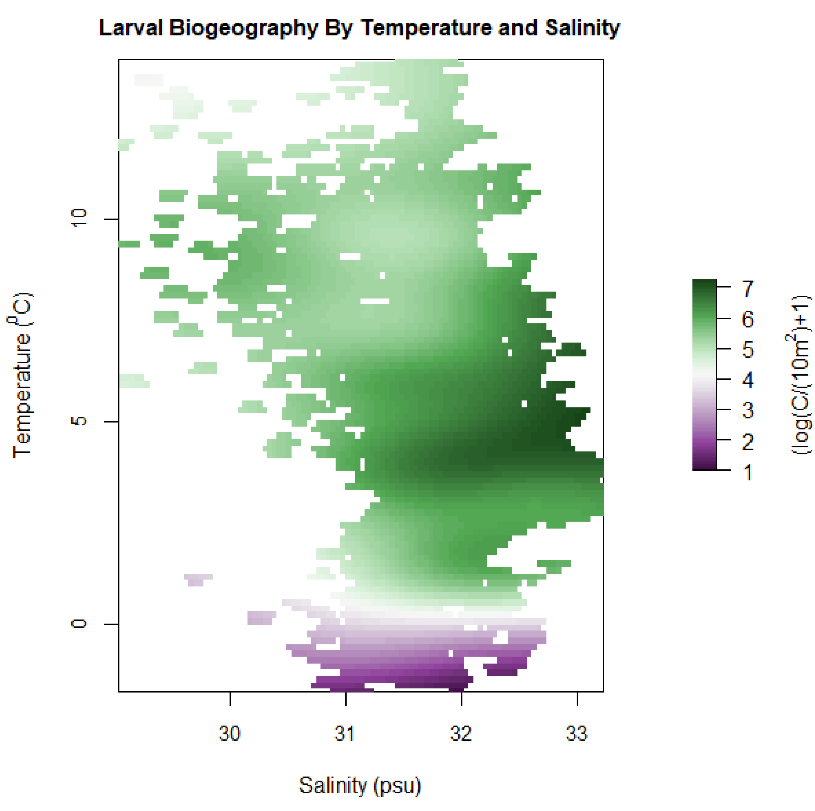 Larval Biogeography By Temperature and Salinity
10
5
0
Temperature (⁰C)
30 31 32 33
Salinity (psu)
7
6
5
4
3
2
1
(log(C/(10m²)+1)